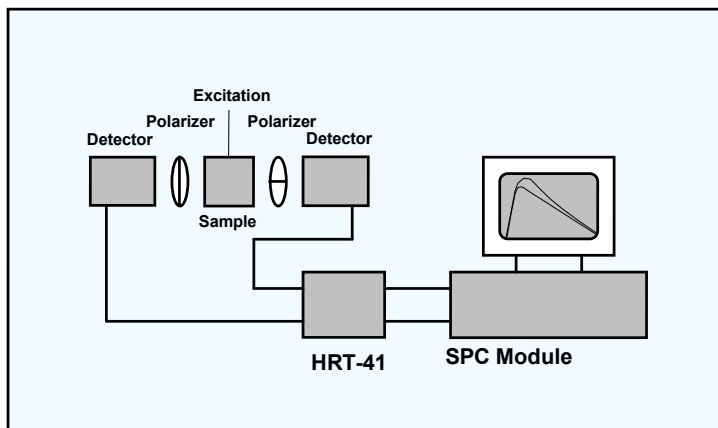 Excitation
Polarizer Polarizer
Detector Detector
Sample
HRT-41
SPC Module